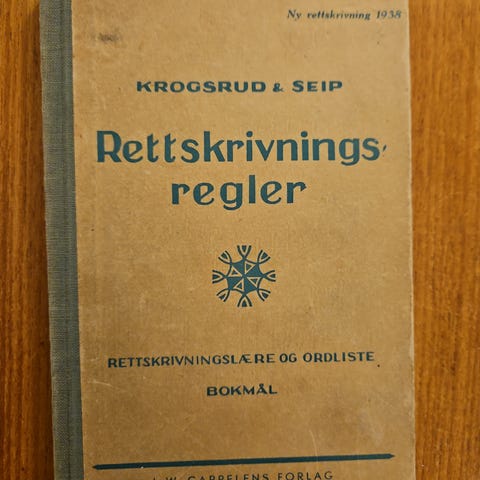 Ny rettskrivning 1938
KROGSRUD & SEIP
Rettskrivnings-
regler
RETTSKRIVNINGSLÆRE OG ORDLISTE
BOKMÅL
J. W. CAPPELENS FORLAG